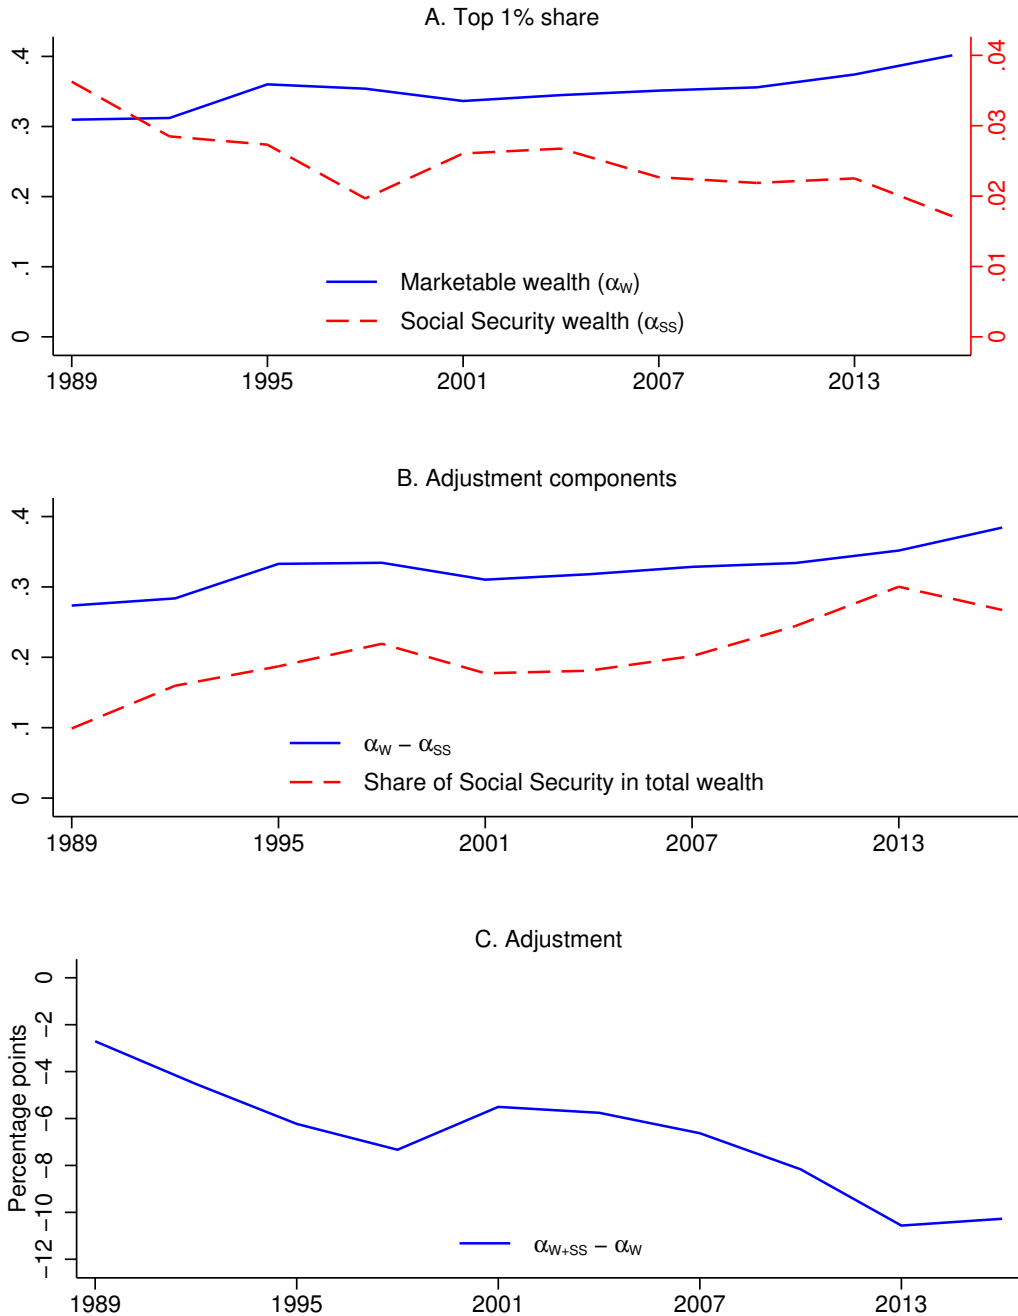 A. Top 1% share
.4
.3
.2
.1
0
.04
.03
.02
.01
0
Marketable wealth (αW)
Social Security wealth (αSS)
1989 1995 2001 2007 2013
B. Adjustment components
.4
.3
.2
.1
0
αW − αSS
Share of Social Security in total wealth
1989 1995 2001 2007 2013
C. Adjustment
Percentage points
0
−2
−4
−6
−8
−10
−12
αW+SS − αW
1989 1995 2001 2007 2013